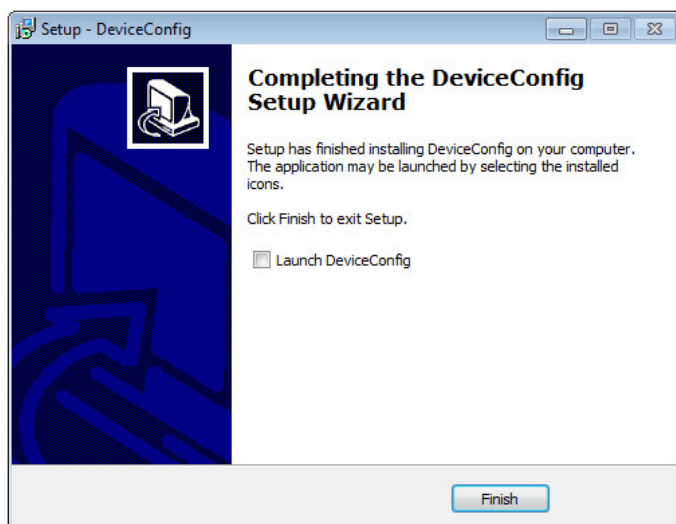 Setup - DeviceConfig
Completing the DeviceConfig
Setup Wizard
Setup has finished installing DeviceConfig on your computer.
The application may be launched by selecting the installed
icons.
Click Finish to exit Setup.
Launch DeviceConfig
Finish